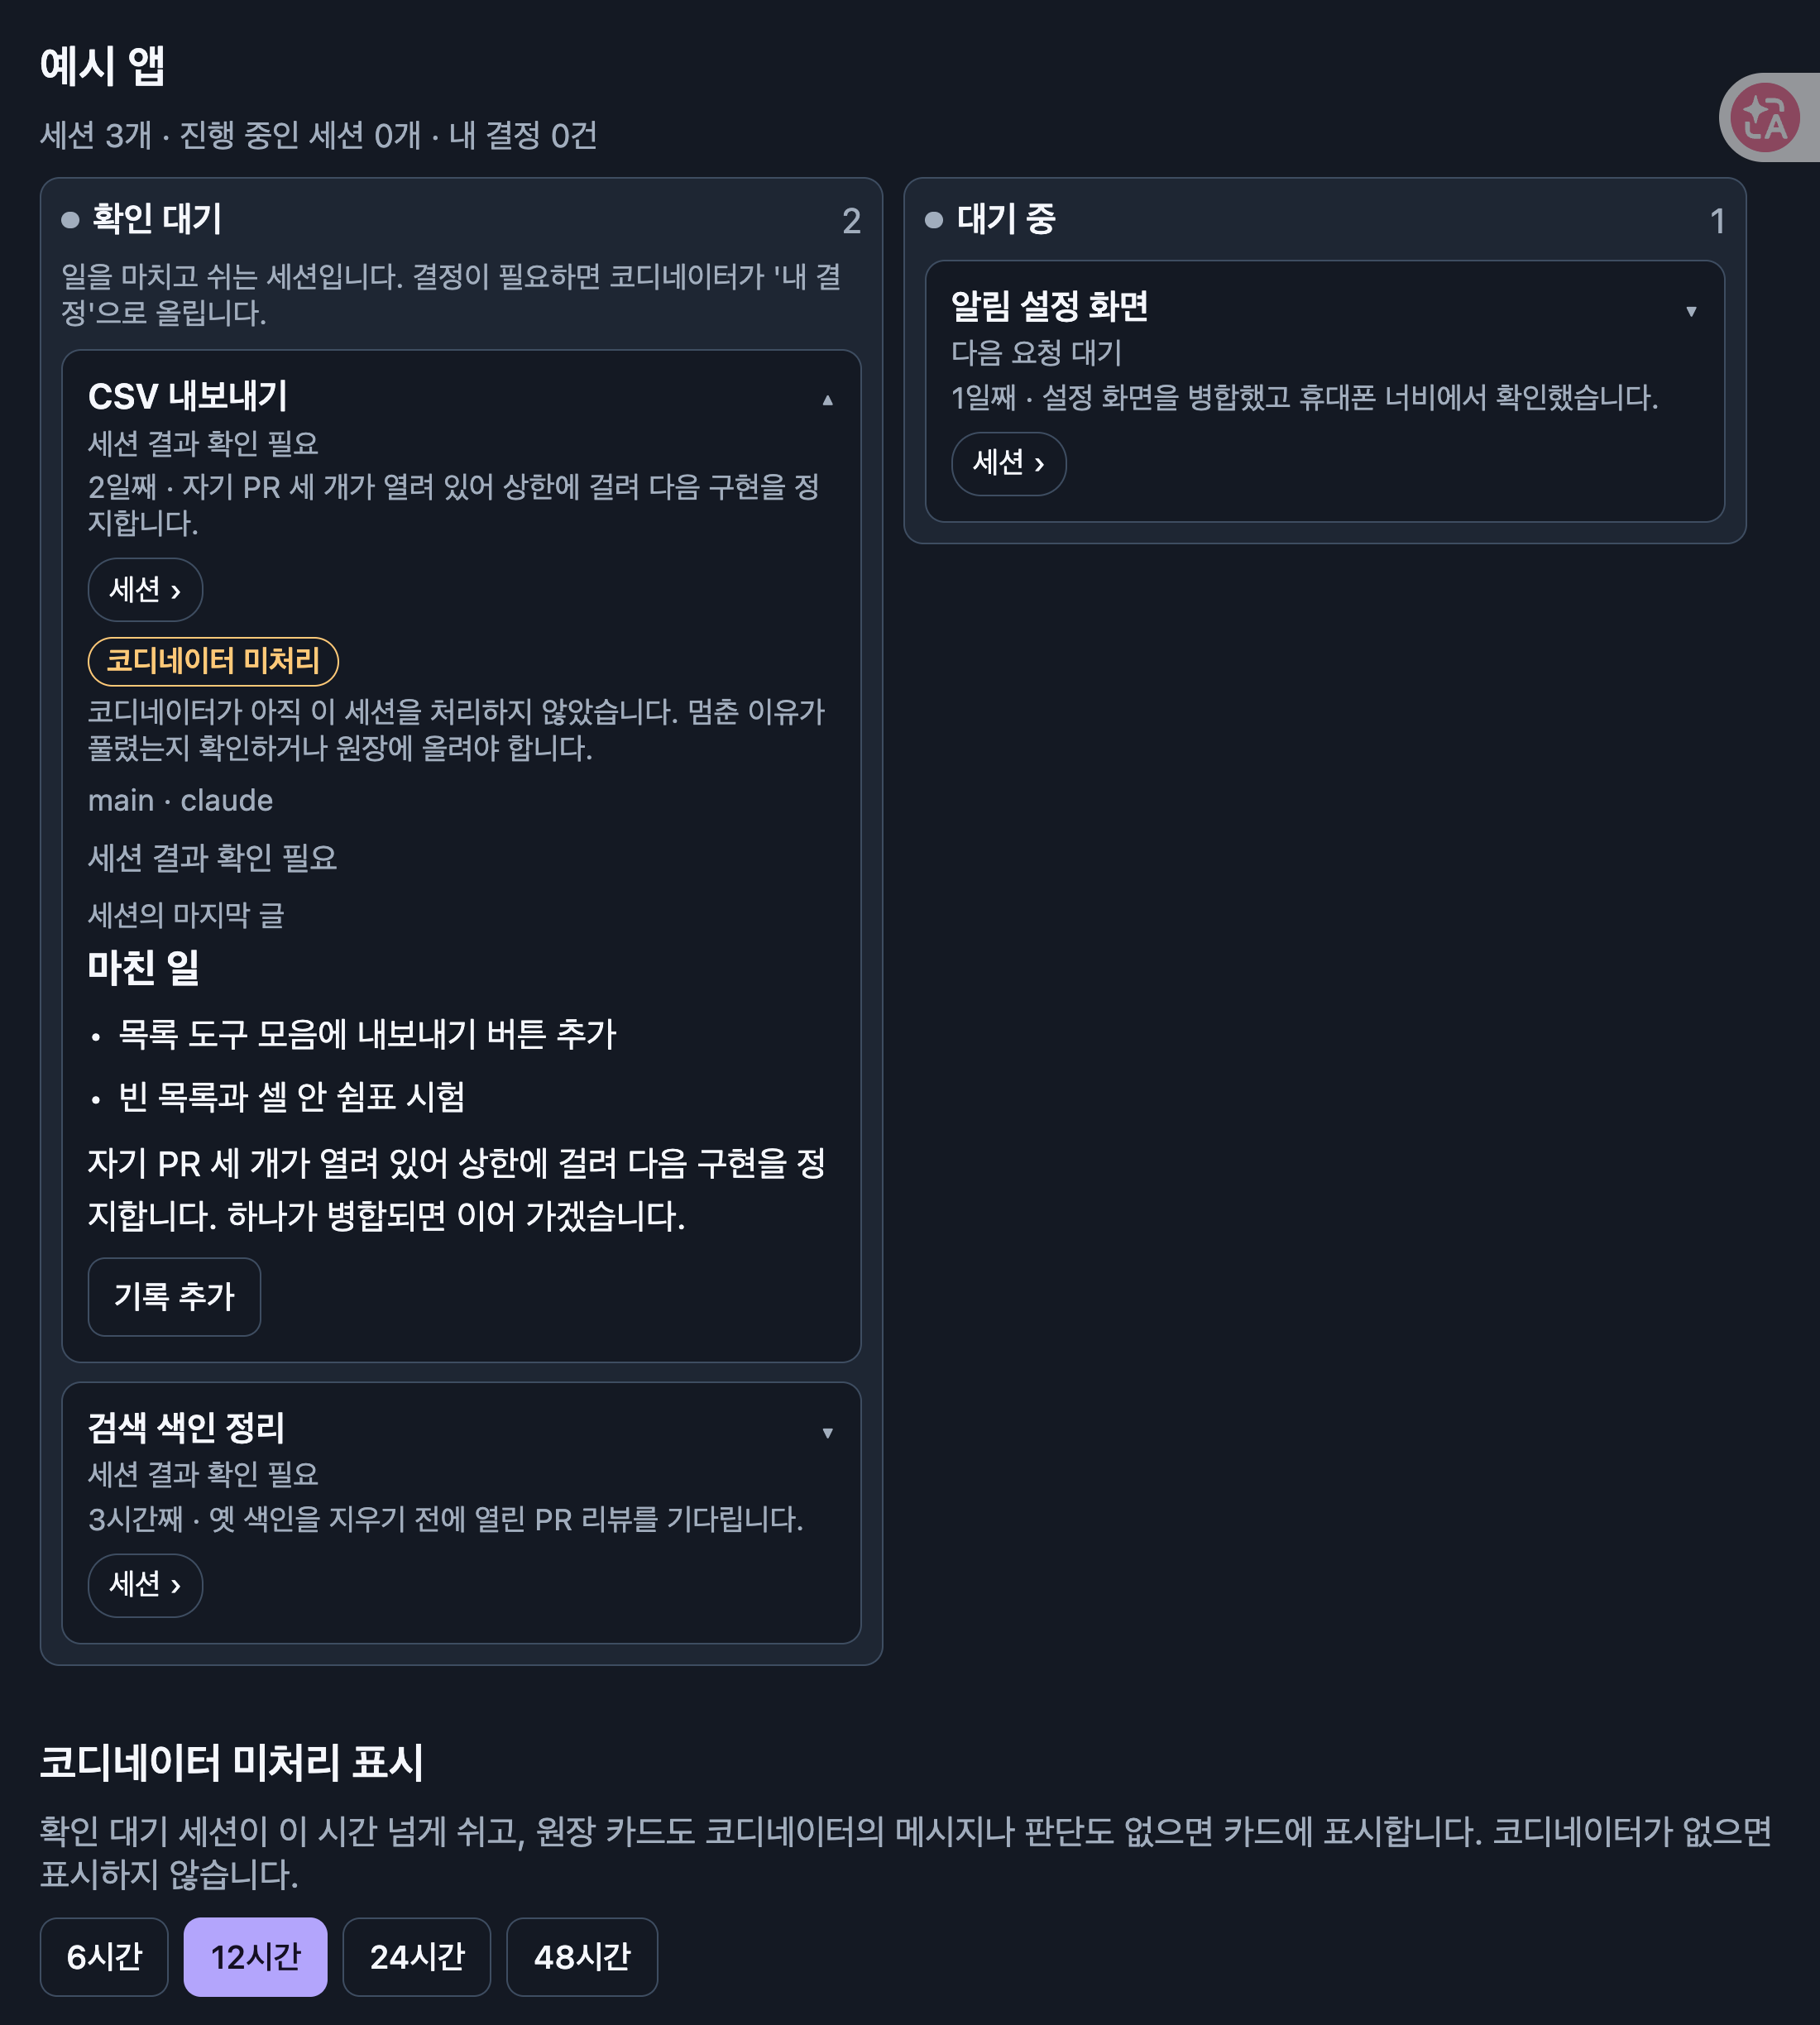 예시 앱
세션 3개 · 진행 중인 세션 0개 · 내 결정 0건
확인 대기
2
일을 마치고 쉬는 세션입니다. 결정이 필요하면 코디네이터가 '내 결
정'으로 올립니다.
CSV 내보내기
세션 결과 확인 필요
2일째 · 자기 PR 세 개가 열려 있어 상한에 걸려 다음 구현을 정
지합니다.
세션 ›
코디네이터 미처리
코디네이터가 아직 이 세션을 처리하지 않았습니다. 멈춘 이유가
풀렸는지 확인하거나 원장에 올려야 합니다.
main · claude
세션 결과 확인 필요
세션의 마지막 글
마친 일
• 목록 도구 모음에 내보내기 버튼 추가
• 빈 목록과 셀 안 쉼표 시험
자기 PR 세 개가 열려 있어 상한에 걸려 다음 구현을 정
지합니다. 하나가 병합되면 이어 가겠습니다.
기록 추가
검색 색인 정리
세션 결과 확인 필요
3시간째 · 옛 색인을 지우기 전에 열린 PR 리뷰를 기다립니다.
세션 ›
대기 중
1
알림 설정 화면
다음 요청 대기
1일째 · 설정 화면을 병합했고 휴대폰 너비에서 확인했습니다.
세션 ›
A
코디네이터 미처리 표시
확인 대기 세션이 이 시간 넘게 쉬고, 원장 카드도 코디네이터의 메시지나 판단도 없으면 카드에 표시합니다. 코디네이터가 없으면
표시하지 않습니다.
6시간
12시간
24시간
48시간